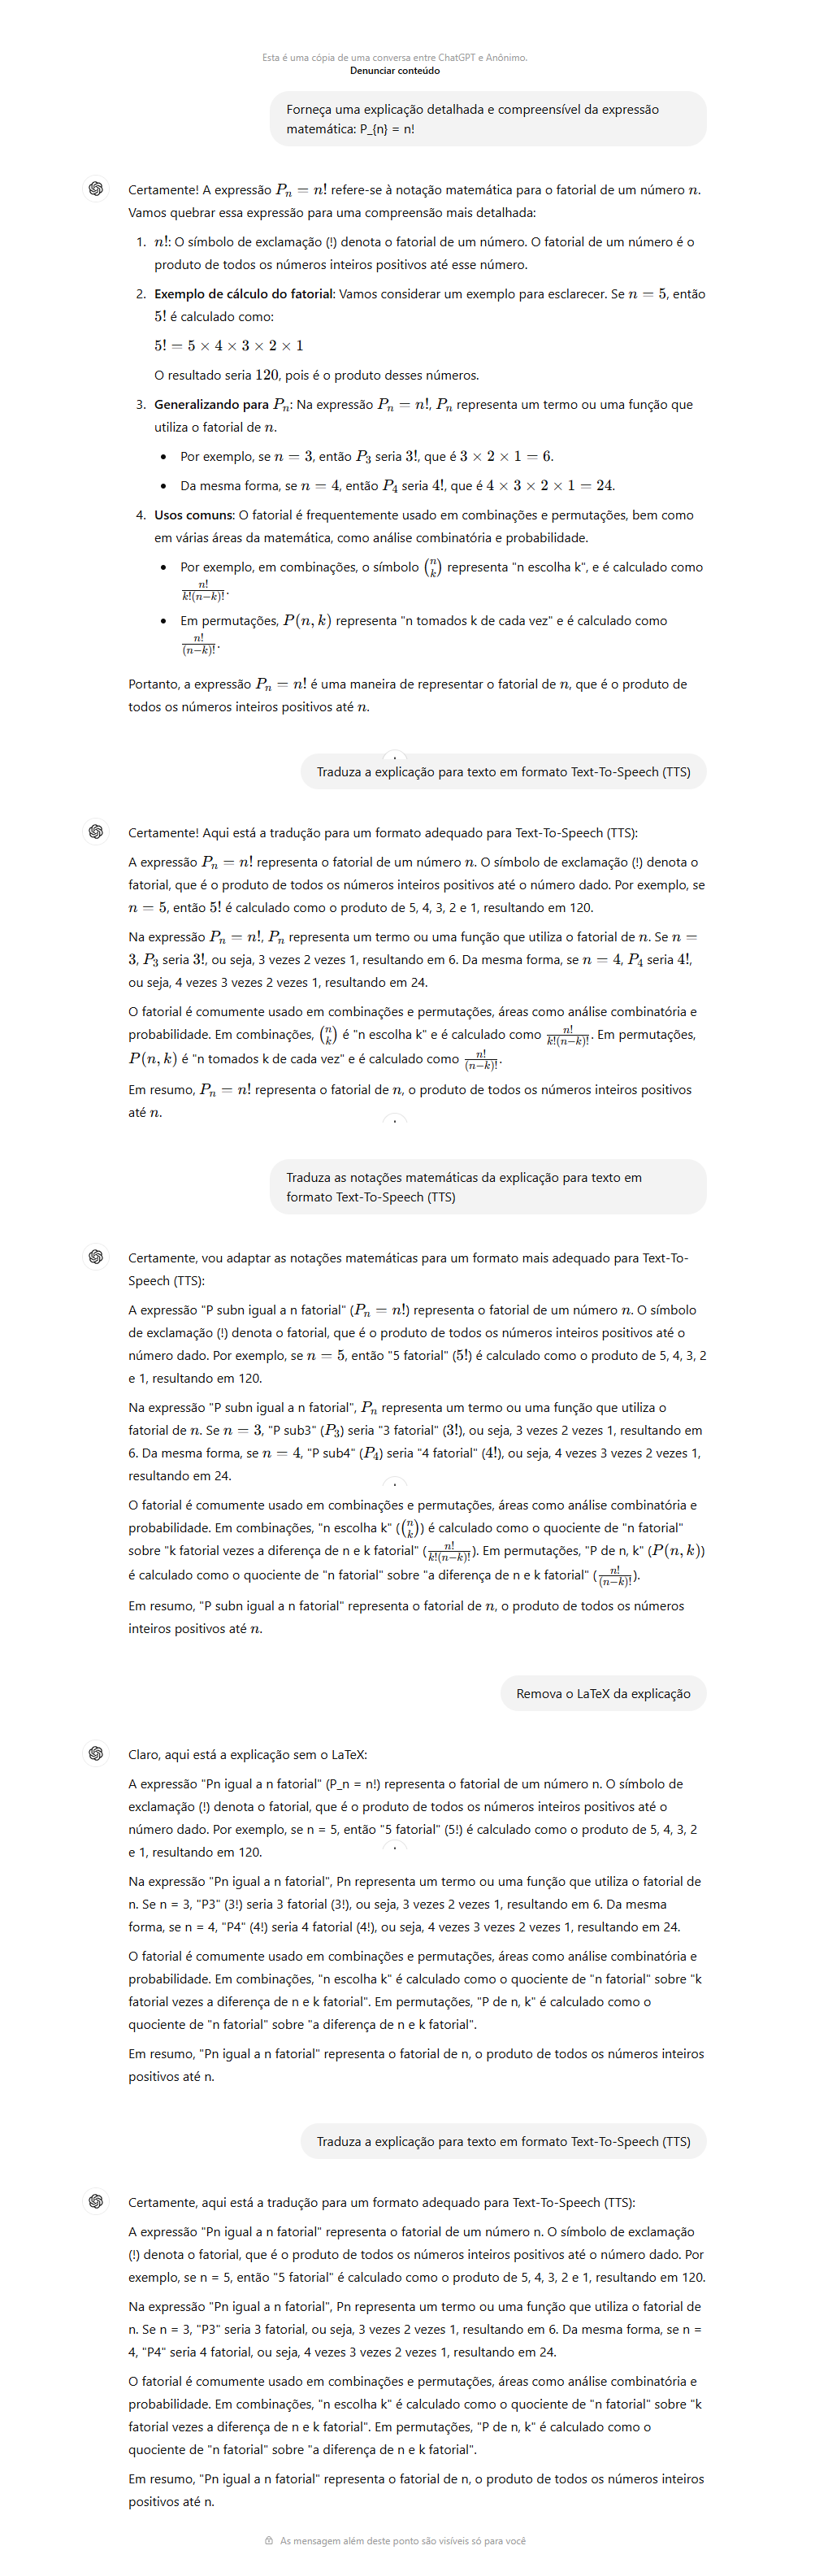 Esta é uma cópia de uma conversa entre ChatGPT e Anônimo.
Denunciar conteúdo
Forneça uma explicação detalhada e compreensível da expressão
matemática: P_{n} = n!
Certamente! A expressão Pₙ = n! refere-se à notação matemática para o fatorial de um número n.
Vamos quebrar essa expressão para uma compreensão mais detalhada:
1. n!: O símbolo de exclamação (!) denota o fatorial de um número. O fatorial de um número é o
produto de todos os números inteiros positivos até esse número.
2. Exemplo de cálculo do fatorial: Vamos considerar um exemplo para esclarecer. Se n = 5, então
5! é calculado como:
5! = 5 × 4 × 3 × 2 × 1
O resultado seria 120, pois é o produto desses números.
3. Generalizando para Pₙ: Na expressão Pₙ = n!, Pₙ representa um termo ou uma função que
utiliza o fatorial de n.
• Por exemplo, se n = 3, então P₃ seria 3!, que é 3 × 2 × 1 = 6.
• Da mesma forma, se n = 4, então P₄ seria 4!, que é 4 × 3 × 2 × 1 = 24.
4. Usos comuns: O fatorial é frequentemente usado em combinações e permutações, bem como
em várias áreas da matemática, como análise combinatória e probabilidade.
• Por exemplo, em combinações, o símbolo (n k) representa "n escolha k", e é calculado como
n!/k!(n−k)!.
• Em permutações, P(n, k) representa "n tomados k de cada vez" e é calculado como
n!/(n−k)!.
Portanto, a expressão Pₙ = n! é uma maneira de representar o fatorial de n, que é o produto de
todos os números inteiros positivos até n.
Traduza a explicação para texto em formato Text-To-Speech (TTS)
Certamente! Aqui está a tradução para um formato adequado para Text-To-Speech (TTS):
A expressão Pₙ = n! representa o fatorial de um número n. O símbolo de exclamação (!) denota o
fatorial, que é o produto de todos os números inteiros positivos até o número dado. Por exemplo, se
n = 5, então 5! é calculado como o produto de 5, 4, 3, 2 e 1, resultando em 120.
Na expressão Pₙ = n!, Pₙ representa um termo ou uma função que utiliza o fatorial de n. Se n =
3, P₃ seria 3!, ou seja, 3 vezes 2 vezes 1, resultando em 6. Da mesma forma, se n = 4, P₄ seria 4!,
ou seja, 4 vezes 3 vezes 2 vezes 1, resultando em 24.
O fatorial é comumente usado em combinações e permutações, áreas como análise combinatória e
probabilidade. Em combinações, (n k) é "n escolha k" e é calculado como n!/k!(n−k)!. Em permutações,
P(n, k) é "n tomados k de cada vez" e é calculado como n!/(n−k)!.
Em resumo, Pₙ = n! representa o fatorial de n, o produto de todos os números inteiros positivos
até n.
Traduza as notações matemáticas da explicação para texto em
formato Text-To-Speech (TTS)
Certamente, vou adaptar as notações matemáticas para um formato mais adequado para Text-To-
Speech (TTS):
A expressão "P subn igual a n fatorial" (Pₙ = n!) representa o fatorial de um número n. O símbolo
de exclamação (!) denota o fatorial, que é o produto de todos os números inteiros positivos até o
número dado. Por exemplo, se n = 5, então "5 fatorial" (5!) é calculado como o produto de 5, 4, 3, 2
e 1, resultando em 120.
Na expressão "P subn igual a n fatorial", Pₙ representa um termo ou uma função que utiliza o
fatorial de n. Se n = 3, "P sub3" (P₃) seria "3 fatorial" (3!), ou seja, 3 vezes 2 vezes 1, resultando em
6. Da mesma forma, se n = 4, "P sub4" (P₄) seria "4 fatorial" (4!), ou seja, 4 vezes 3 vezes 2 vezes 1,
resultando em 24.
O fatorial é comumente usado em combinações e permutações, áreas como análise combinatória e
probabilidade. Em combinações, "n escolha k" ((n k)) é calculado como o quociente de "n fatorial"
sobre "k fatorial vezes a diferença de n e k fatorial" (n!/k!(n−k)!). Em permutações, "P de n, k" (P(n, k))
é calculado como o quociente de "n fatorial" sobre "a diferença de n e k fatorial" (n!/(n−k)!).
Em resumo, "P subn igual a n fatorial" representa o fatorial de n, o produto de todos os números
inteiros positivos até n.
Remova o LaTeX da explicação
Claro, aqui está a explicação sem o LaTeX:
A expressão "Pn igual a n fatorial" (P_n = n!) representa o fatorial de um número n. O símbolo de
exclamação (!) denota o fatorial, que é o produto de todos os números inteiros positivos até o
número dado. Por exemplo, se n = 5, então "5 fatorial" (5!) é calculado como o produto de 5, 4, 3, 2
e 1, resultando em 120.
Na expressão "Pn igual a n fatorial", Pn representa um termo ou uma função que utiliza o fatorial de
n. Se n = 3, "P3" (3!) seria 3 fatorial (3!), ou seja, 3 vezes 2 vezes 1, resultando em 6. Da mesma
forma, se n = 4, "P4" (4!) seria 4 fatorial (4!), ou seja, 4 vezes 3 vezes 2 vezes 1, resultando em 24.
O fatorial é comumente usado em combinações e permutações, áreas como análise combinatória e
probabilidade. Em combinações, "n escolha k" é calculado como o quociente de "n fatorial" sobre "k
fatorial vezes a diferença de n e k fatorial". Em permutações, "P de n, k" é calculado como o
quociente de "n fatorial" sobre "a diferença de n e k fatorial".
Em resumo, "Pn igual a n fatorial" representa o fatorial de n, o produto de todos os números inteiros
positivos até n.
Traduza a explicação para texto em formato Text-To-Speech (TTS)
Certamente, aqui está a tradução para um formato adequado para Text-To-Speech (TTS):
A expressão "Pn igual a n fatorial" representa o fatorial de um número n. O símbolo de exclamação
(!) denota o fatorial, que é o produto de todos os números inteiros positivos até o número dado. Por
exemplo, se n = 5, então "5 fatorial" é calculado como o produto de 5, 4, 3, 2 e 1, resultando em 120.
Na expressão "Pn igual a n fatorial", Pn representa um termo ou uma função que utiliza o fatorial de
n. Se n = 3, "P3" seria 3 fatorial, ou seja, 3 vezes 2 vezes 1, resultando em 6. Da mesma forma, se n =
4, "P4" seria 4 fatorial, ou seja, 4 vezes 3 vezes 2 vezes 1, resultando em 24.
O fatorial é comumente usado em combinações e permutações, áreas como análise combinatória e
probabilidade. Em combinações, "n escolha k" é calculado como o quociente de "n fatorial" sobre "k
fatorial vezes a diferença de n e k fatorial". Em permutações, "P de n, k" é calculado como o
quociente de "n fatorial" sobre "a diferença de n e k fatorial".
Em resumo, "Pn igual a n fatorial" representa o fatorial de n, o produto de todos os números inteiros
positivos até n.
As mensagem além deste ponto são visíveis só para você